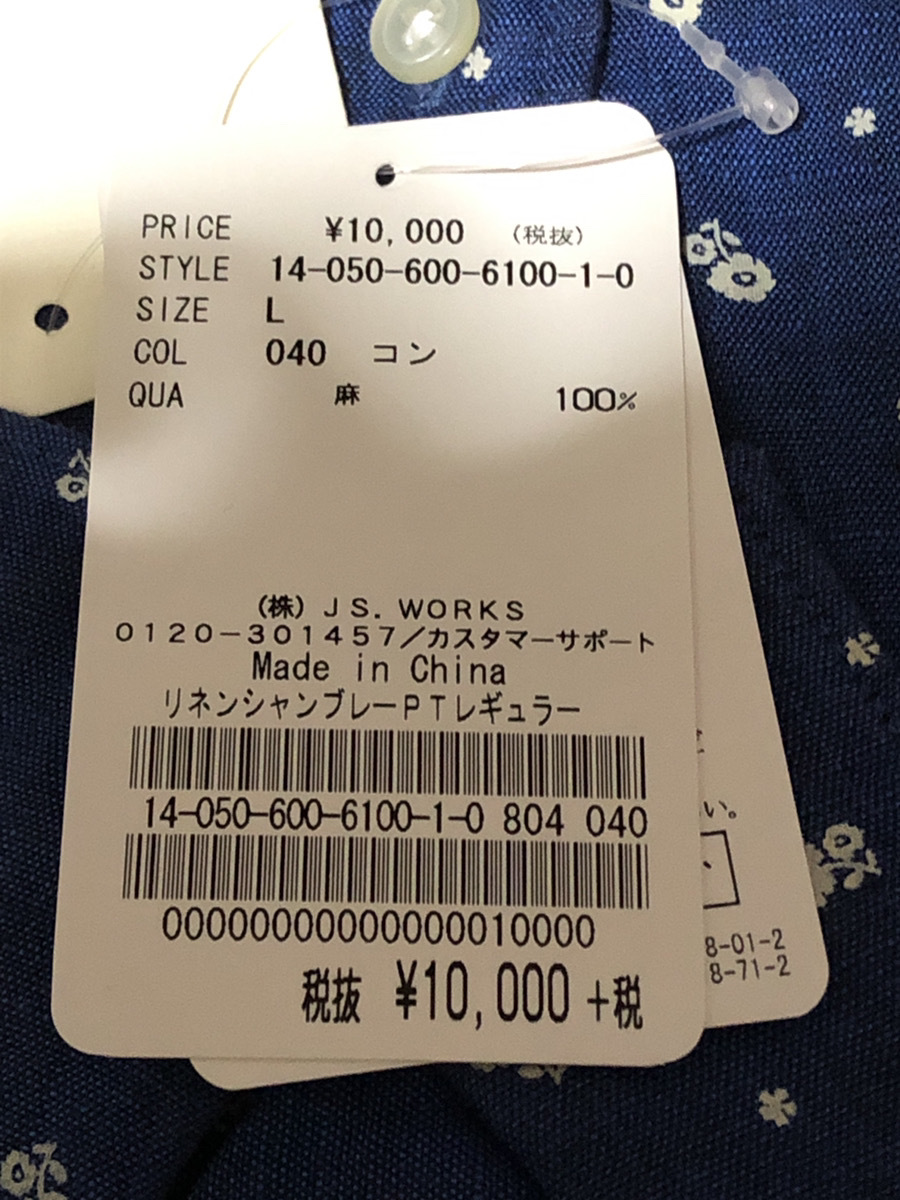 PRICE ¥10,000 (税抜)
STYLE 14-050-600-6100-1-0
SIZE L
COL 040 コン
QUA 麻 100%
(株)JS.WORKS
0120-301457/カスタマーサポート
Made in China
リネンシャンブレーPTレギュラー
14-050-600-6100-1-0 804 040
00000000000000010000
税抜 ¥10,000+税
い。
8-01-2
8-71-2